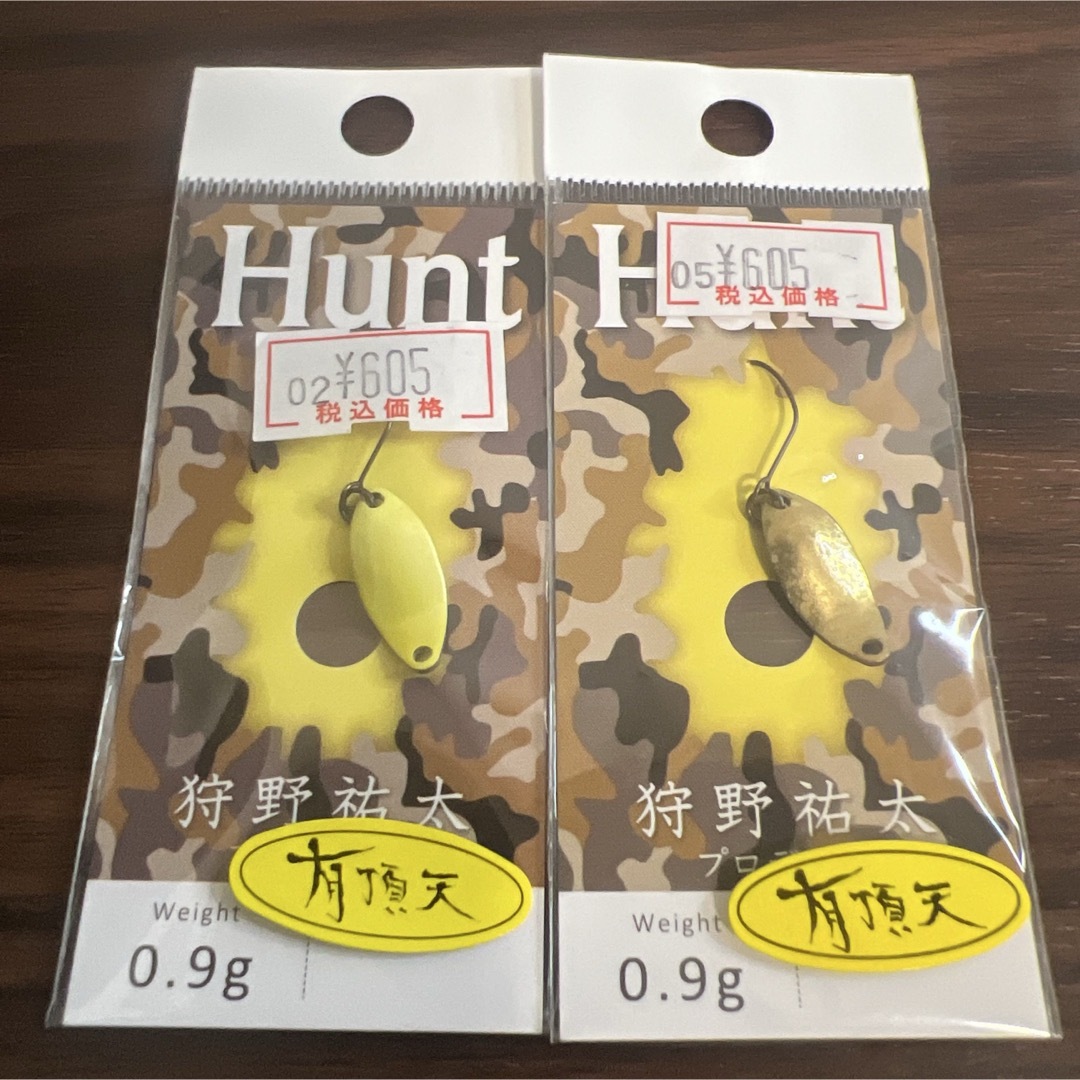 Hunt
02 ¥605
税込価格
狩野祐太
有頂天
Weight
0.9g
05 ¥605
税込価格
狩野祐太
プロ
有頂天
Weight
0.9g